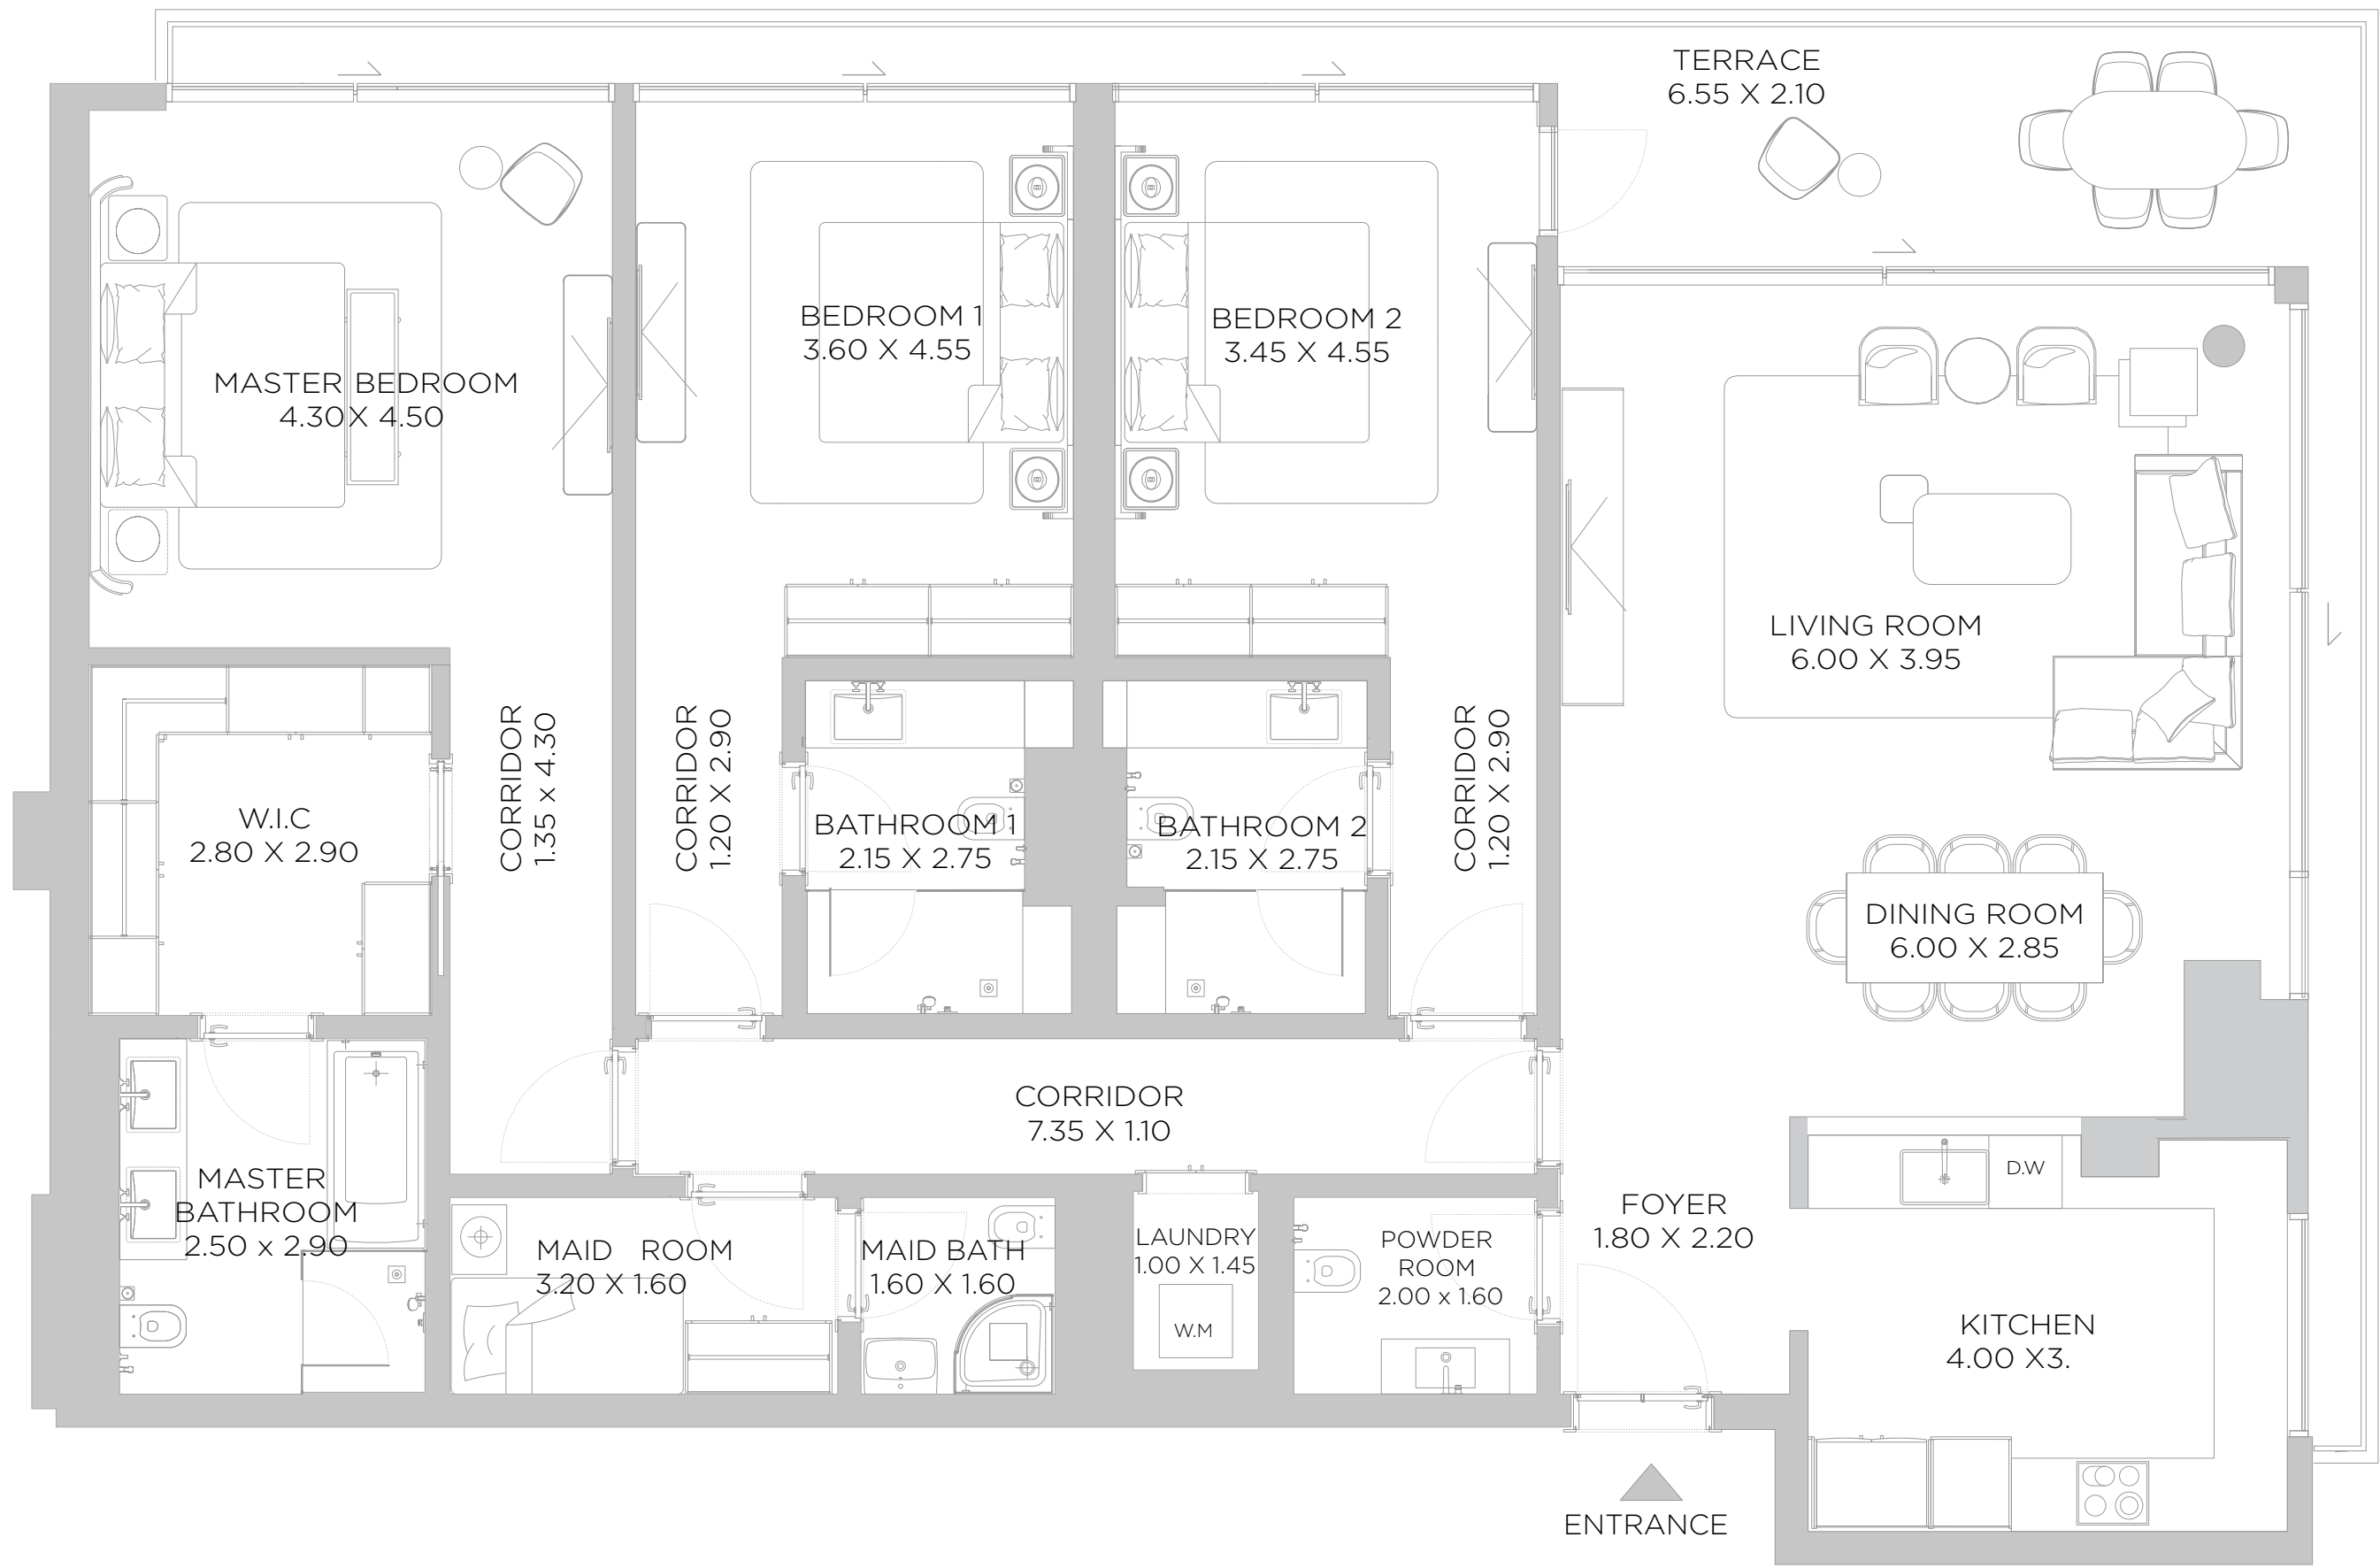 TERRACE
6.55 X 2.10
MASTER BEDROOM
4.30 X 4.50
BEDROOM 1
3.60 X 4.55
BEDROOM 2
3.45 X 4.55
LIVING ROOM
6.00 X 3.95
W.I.C
2.80 X 2.90
CORRIDOR
1.35 x 4.30
CORRIDOR
1.20 X 2.90
BATHROOM 1
2.15 X 2.75
BATHROOM 2
2.15 X 2.75
CORRIDOR
1.20 X 2.90
DINING ROOM
6.00 X 2.85
CORRIDOR
7.35 X 1.10
MASTER
BATHROOM
2.50 x 2.90
MAID ROOM
3.20 X 1.60
MAID BATH
1.60 X 1.60
LAUNDRY
1.00 X 1.45
W.M
POWDER
ROOM
2.00 x 1.60
FOYER
1.80 X 2.20
D.W
KITCHEN
4.00 X3.
ENTRANCE